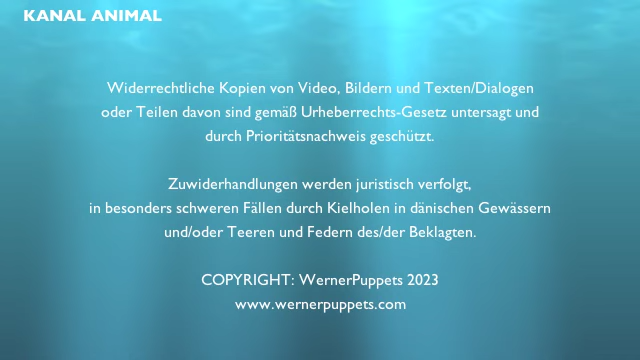 KANAL ANIMAL
Widerrechtliche Kopien von Video, Bildern und Texten/Dialogen
oder Teilen davon sind gemäß Urheberrechts-Gesetz untersagt und
durch Prioritätsnachweis geschützt.
Zuwiderhandlungen werden juristisch verfolgt,
in besonders schweren Fällen durch Kielholen in dänischen Gewässern
und/oder Teeren und Federn des/der Beklagten.
COPYRIGHT: WernerPuppets 2023
www.wernerpuppets.com